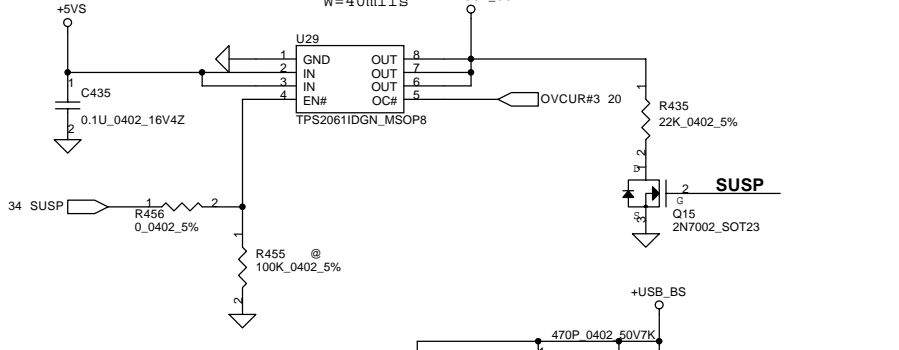 W=40mils
+5VS
U29
1 GND OUT 8
2 IN OUT 7
3 IN OUT 6
4 EN# OC# 5
TPS2061IDGN_MSOP8
OVCUR#3 20
1
C435
0.1U_0402_16V4Z
2
1
R435
22K_0402_5%
2
D
1
2
G
SUSP
S
3
Q15
2N7002_SOT23
34 SUSP
1 2
R456
0_0402_5%
1
R455 @
100K_0402_5%
2
+USB_BS
470P_0402_50V7K